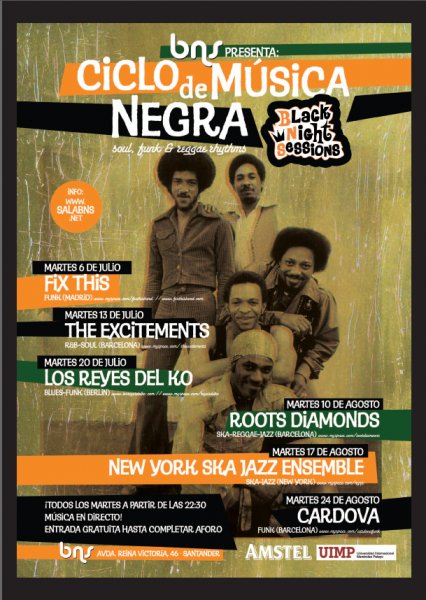 bns PRESENTA:
CiCLO de MÚSiCA
NEGRA
soul, funk & reggae rhythms
Black
Night
Sessions
INFO:
WWW.
SALABNS
.NET
MARTES 6 DE JULIO
FiX THiS
FUNK (MADRID)
MARTES 13 DE JULIO
THE EXCiTEMENTS
R&B-SOUL (BARCELONA)
MARTES 20 DE JULIO
LOS REYES DEL KO
BLUES-FUNK (BERLIN)
MARTES 10 DE AGOSTO
ROOTS DiAMONDS
SKA-REGGAE-JAZZ (BARCELONA)
MARTES 17 DE AGOSTO
NEW YORK SKA JAZZ ENSEMBLE
SKA-JAZZ (NEW YORK)
MARTES 24 DE AGOSTO
CARDOVA
FUNK (BARCELONA)
¡TODOS LOS MARTES A PARTIR DE LAS 22:30
MÚSICA EN DIRECTO!
ENTRADA GRATUÍTA HASTA COMPLETAR AFORO
bns AVDA. REINA VICTORIA, 46 - SANTANDER
AMSTEL UIMP Universidad Internacional
Menéndez Pelayo